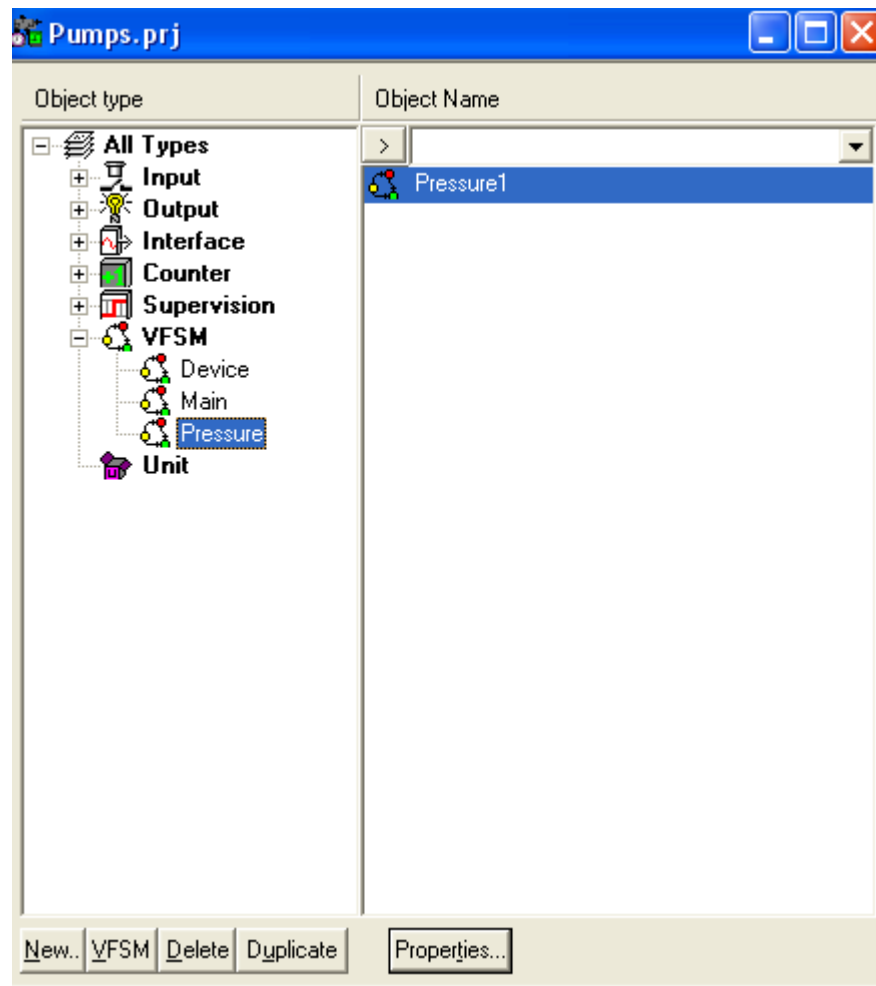 Pumps.prj
Object type
Object Name
All Types
>
Input
Pressure1
Output
Interface
Counter
+1
Supervision
VFSM
Device
Main
Pressure
Unit
New..
VFSM
Delete
Duplicate
Properties...